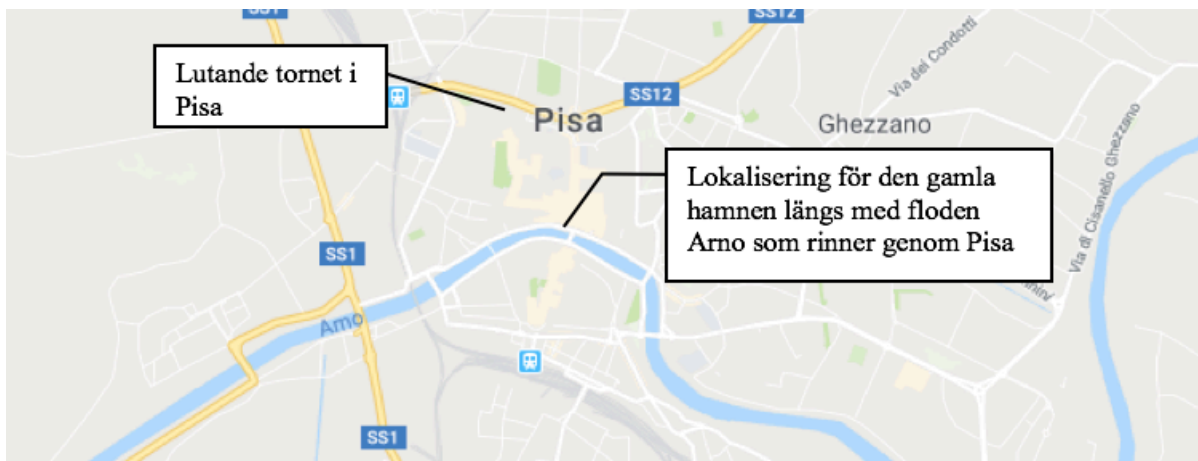 SS1
SS12
Lutande tornet i
Pisa
SS12
Via dei Condotti
Pisa
Ghezzano
Via di Cisanello Ghezzano
Lokalisering för den gamla
hamnen längs med floden
Arno som rinner genom Pisa
SS1
Arno
SS1